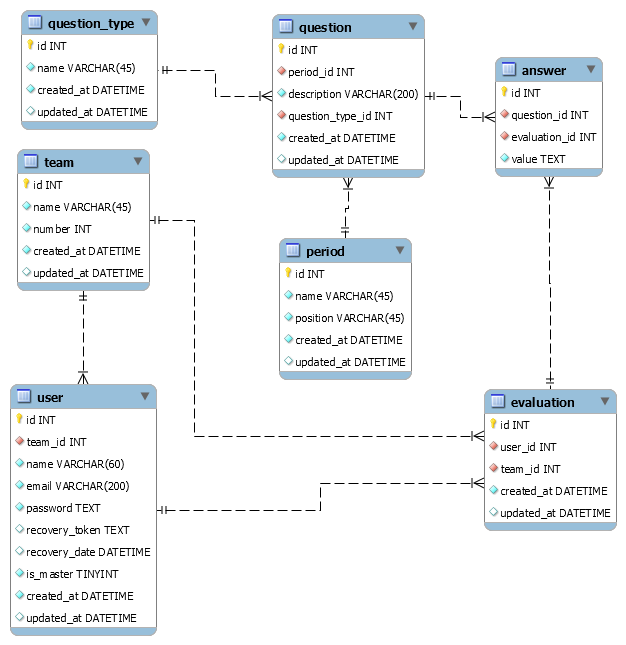 question_type
id INT
name VARCHAR(45)
created_at DATETIME
updated_at DATETIME
question
id INT
period_id INT
description VARCHAR(200)
question_type_id INT
created_at DATETIME
updated_at DATETIME
answer
id INT
question_id INT
evaluation_id INT
value TEXT
team
id INT
name VARCHAR(45)
number INT
created_at DATETIME
updated_at DATETIME
period
id INT
name VARCHAR(45)
position VARCHAR(45)
created_at DATETIME
updated_at DATETIME
user
id INT
team_id INT
name VARCHAR(60)
email VARCHAR(200)
password TEXT
recovery_token TEXT
recovery_date DATETIME
is_master TINYINT
created_at DATETIME
updated_at DATETIME
evaluation
id INT
user_id INT
team_id INT
created_at DATETIME
updated_at DATETIME